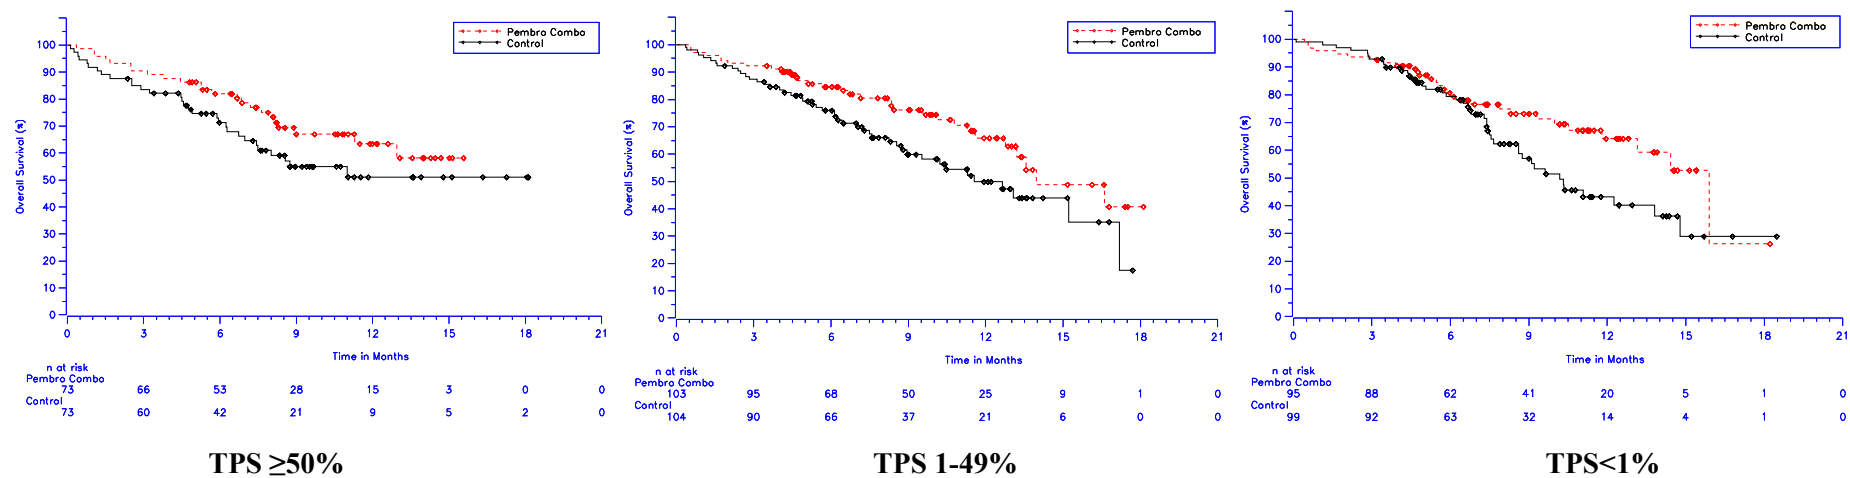 Pembro Combo
Control
Overall Survival (%)
100
90
80
70
60
50
40
30
20
10
0
0 3 6 9 12 15 18 21
Time in Months
n at risk
Pembro Combo
73 66 53 28 15 3 0 0
Control
73 60 42 21 9 5 2 0
TPS ≥50%
Pembro Combo
Control
Overall Survival (%)
100
90
80
70
60
50
40
30
20
10
0
0 3 6 9 12 15 18 21
Time in Months
n at risk
Pembro Combo
103 95 68 50 25 9 1 0
Control
104 90 66 37 21 6 0 0
TPS 1-49%
Pembro Combo
Control
Overall Survival (%)
100
90
80
70
60
50
40
30
20
10
0
0 3 6 9 12 15 18 21
Time in Months
n at risk
Pembro Combo
95 88 62 41 20 5 1 0
Control
99 92 63 32 14 4 1 0
TPS<1%